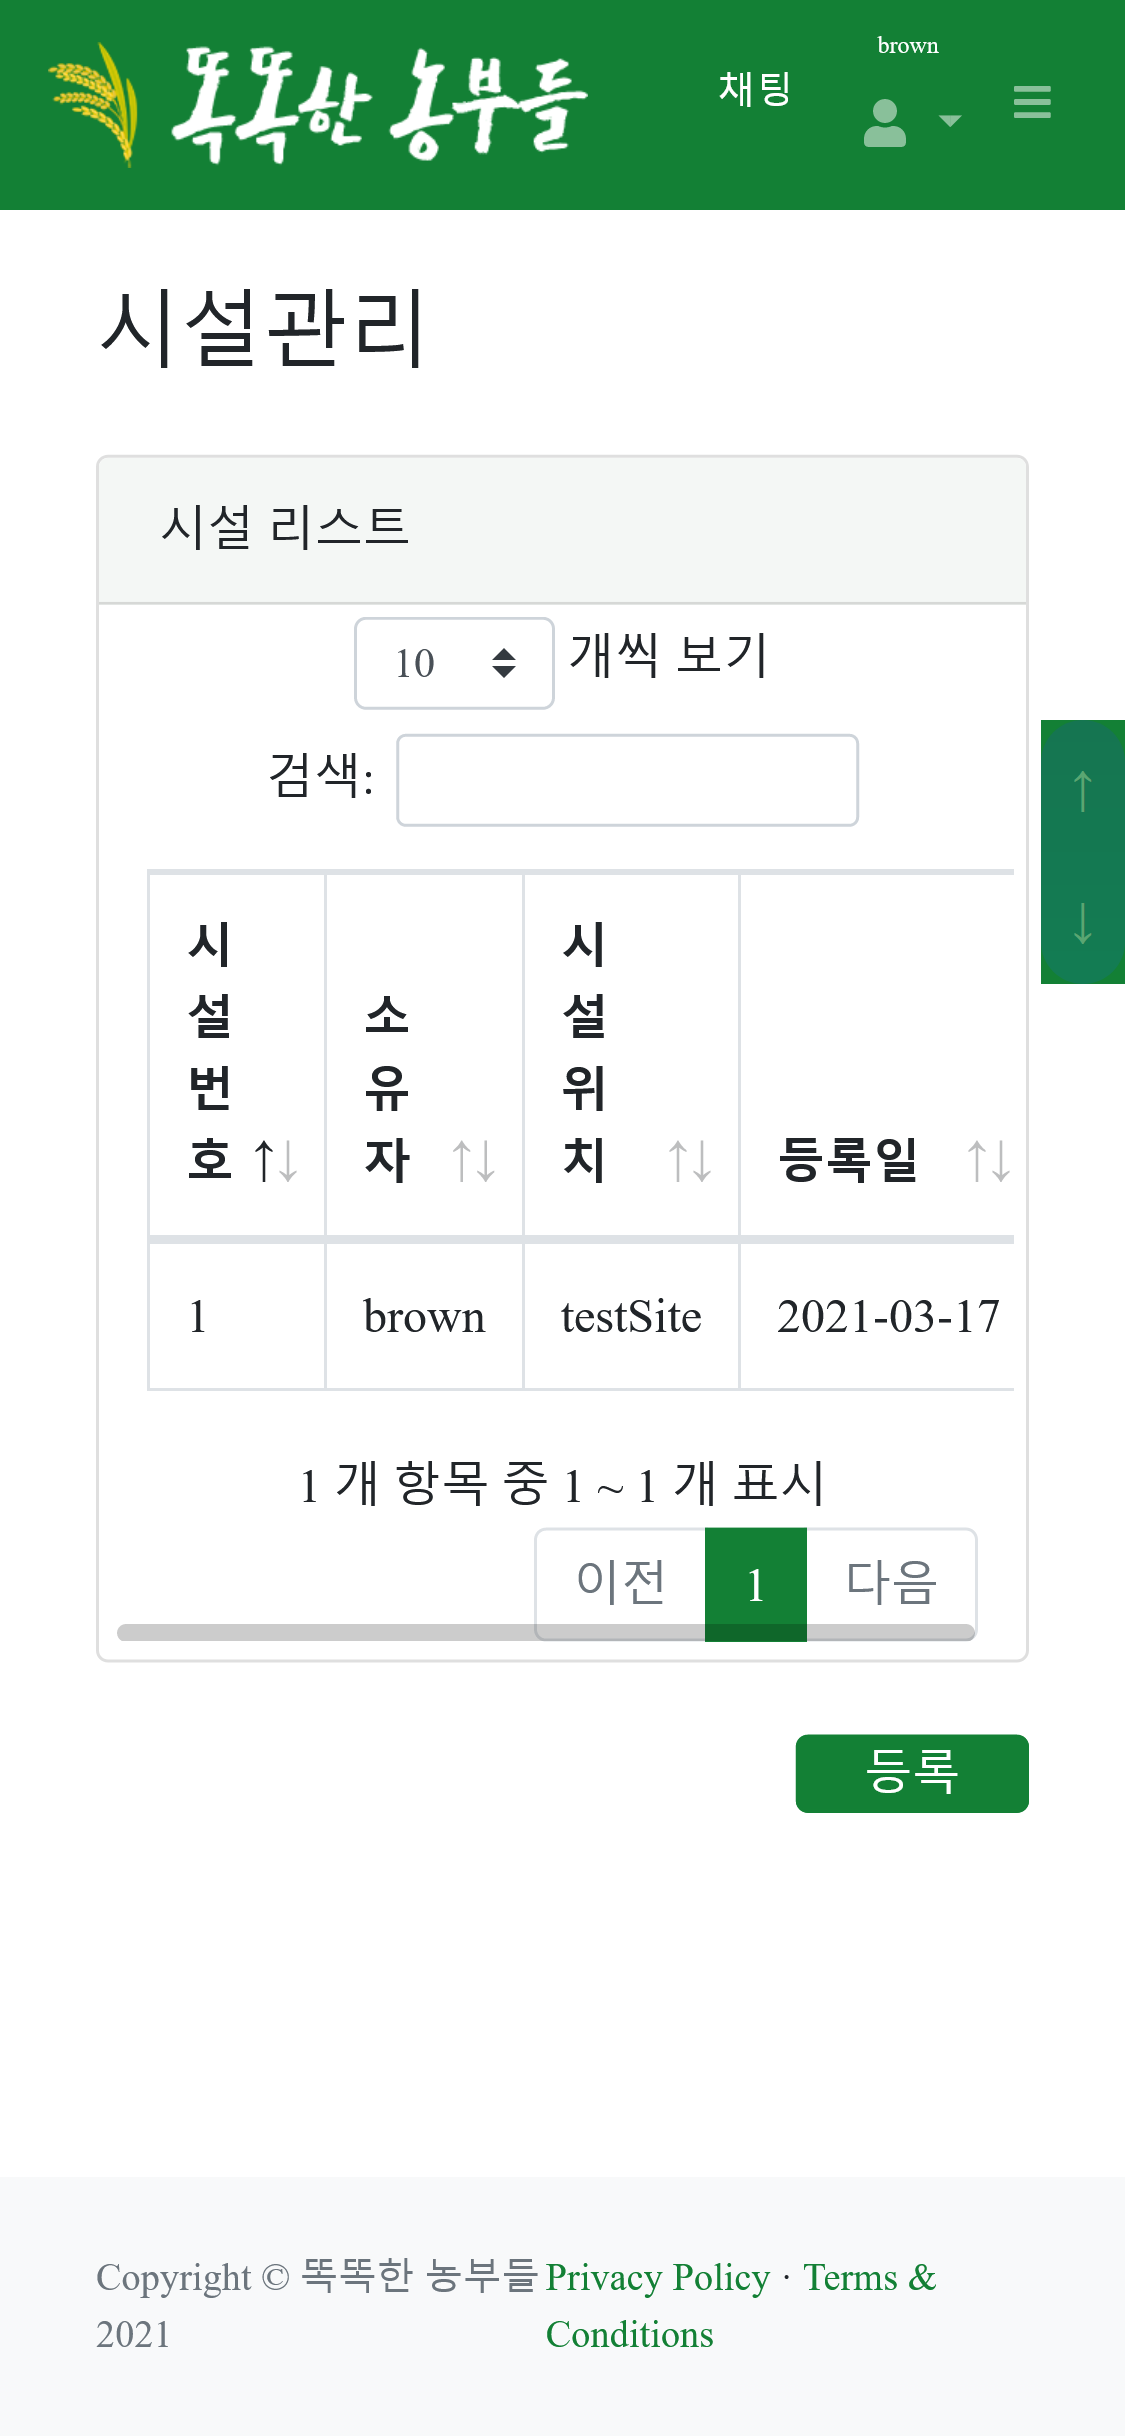 똑똑한 농부들
채팅
brown
시설관리
시설 리스트
10 개씩 보기
검색:
시설번호 ↑↓ 소유자 ↑↓ 시설위치 ↑↓ 등록일 ↑↓
1 brown testSite 2021-03-17
1 개 항목 중 1 ~ 1 개 표시
이전 1 다음
↑
↓
등록
Copyright © 똑똑한 농부들
2021
Privacy Policy · Terms &
Conditions